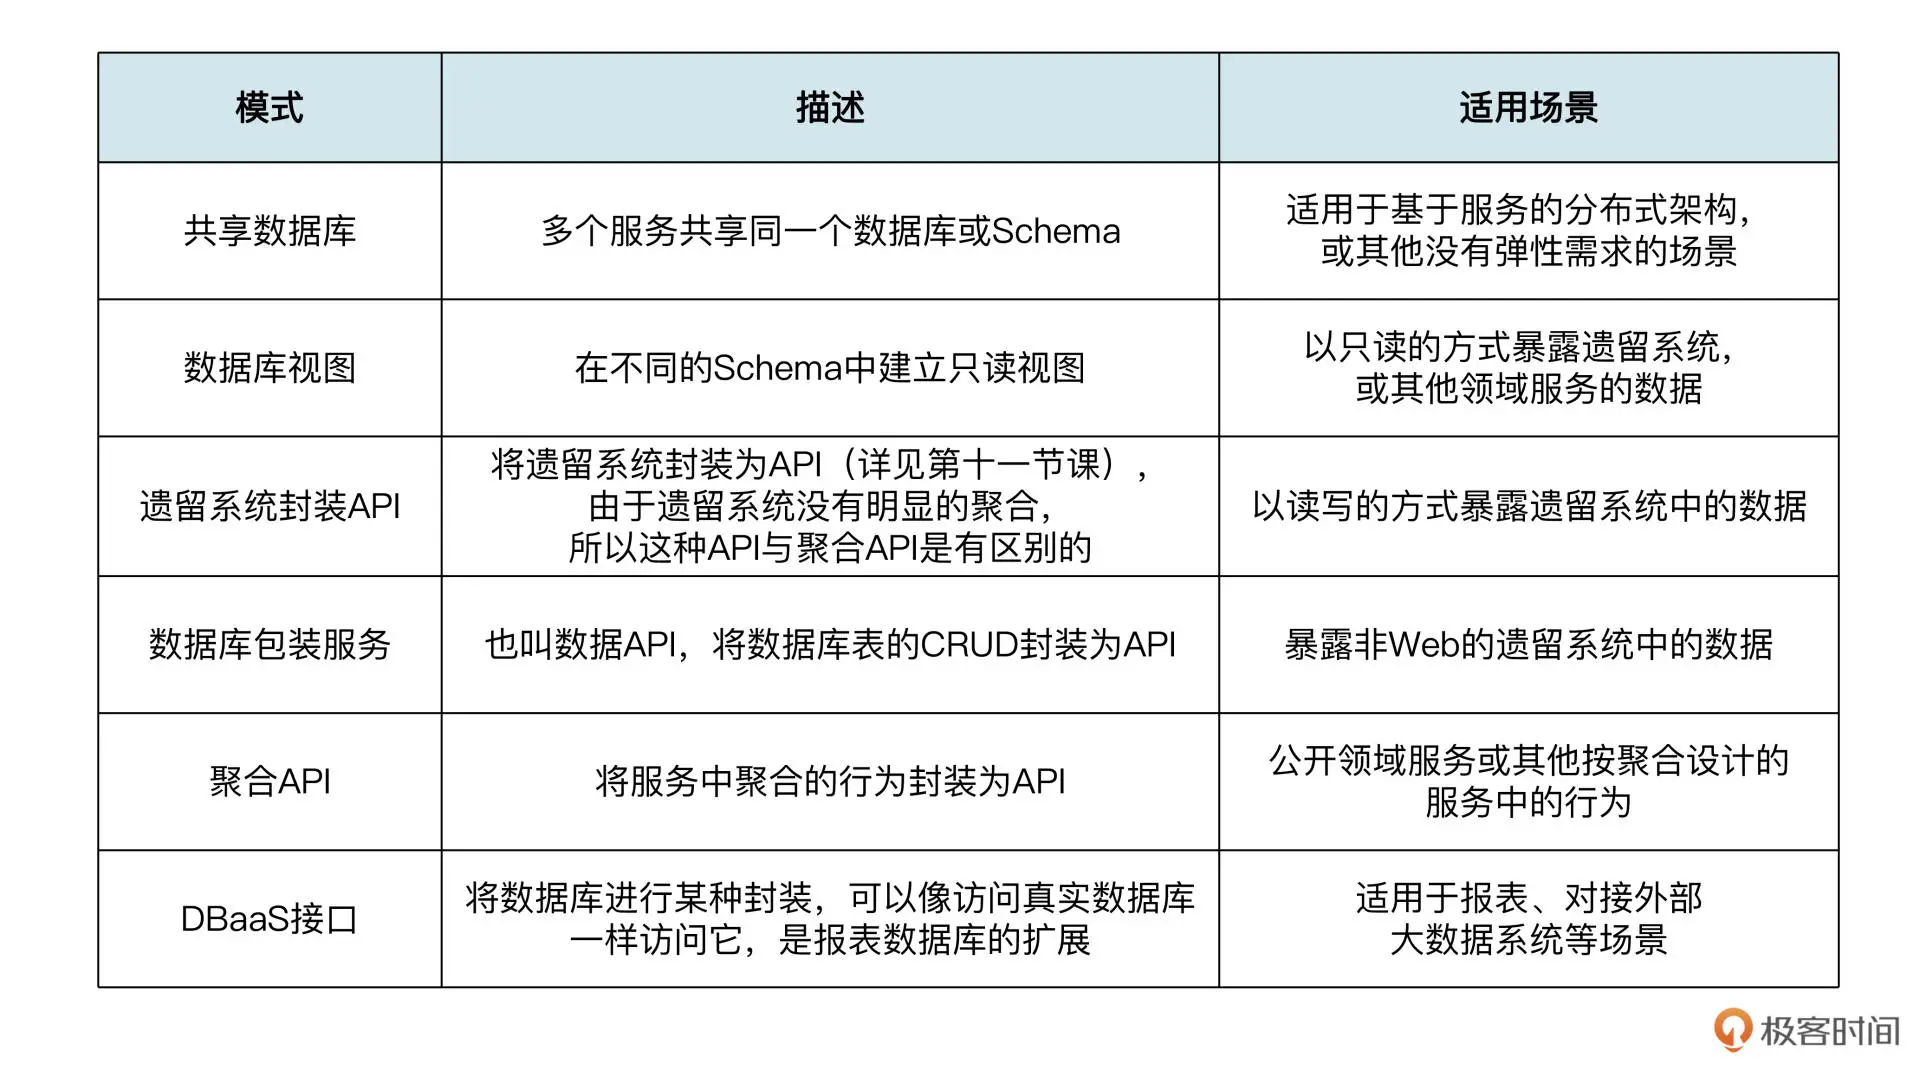 模式
描述
适用场景
共享数据库
多个服务共享同一个数据库或Schema
适用于基于服务的分布式架构，
或其他没有弹性需求的场景
数据库视图
在不同的Schema中建立只读视图
以只读的方式暴露遗留系统，
或其他领域服务的数据
遗留系统封装API
将遗留系统封装为API（详见第十一节课），
由于遗留系统没有明显的聚合，
所以这种API与聚合API是有区别的
以读写的方式暴露遗留系统中的数据
数据库包装服务
也叫数据API，将数据库表的CRUD封装为API
暴露非Web的遗留系统中的数据
聚合API
将服务中聚合的行为封装为API
公开领域服务或其他按聚合设计的
服务中的行为
DBaaS接口
将数据库进行某种封装，可以像访问真实数据库
一样访问它，是报表数据库的扩展
适用于报表、对接外部
大数据系统等场景
极客时间